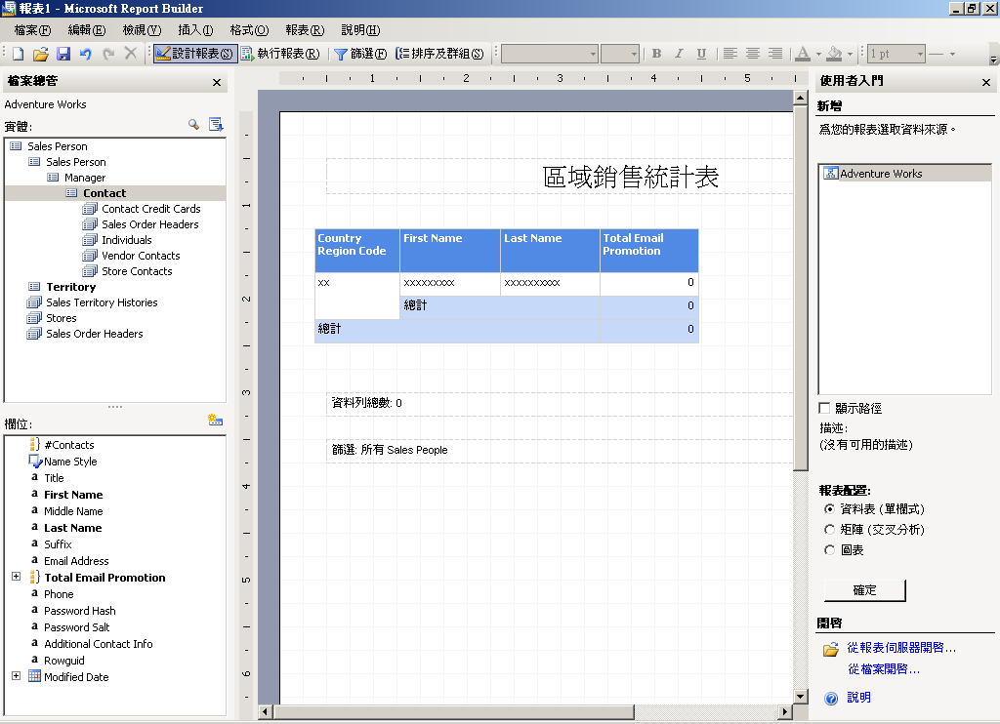 報表1 - Microsoft Report Builder
檔案(F) 編輯(E) 檢視(V) 插入(I) 格式(O) 報表(R) 說明(H)
設計報表(S) 執行報表(R) 篩選(F) 排序及群組(S) B I U A 1 pt
檔案總管
Adventure Works
實體:
Sales Person
Sales Person
Manager
Contact
Contact Credit Cards
Sales Order Headers
Individuals
Vendor Contacts
Store Contacts
Territory
Sales Territory Histories
Stores
Sales Order Headers
欄位:
#Contacts
Name Style
a Title
a First Name
a Middle Name
a Last Name
a Suffix
a Email Address
Total Email Promotion
a Phone
a Password Hash
a Password Salt
a Additional Contact Info
a Rowguid
Modified Date
1 2 3 4 5
1
2
3
4
5
6
區域銷售統計表
Country Region Code First Name Last Name Total Email Promotion
xx xxxxxxxxx xxxxxxxxxx 0
總計 0
總計 0
資料列總數: 0
篩選: 所有 Sales People
使用者入門
新增
為您的報表選取資料來源。
Adventure Works
顯示路徑
描述:
(沒有可用的描述)
報表配置:
資料表 (單欄式)
矩陣 (交叉分析)
圖表
確定
開啓
從報表伺服器開啓...
從檔案開啓...
說明